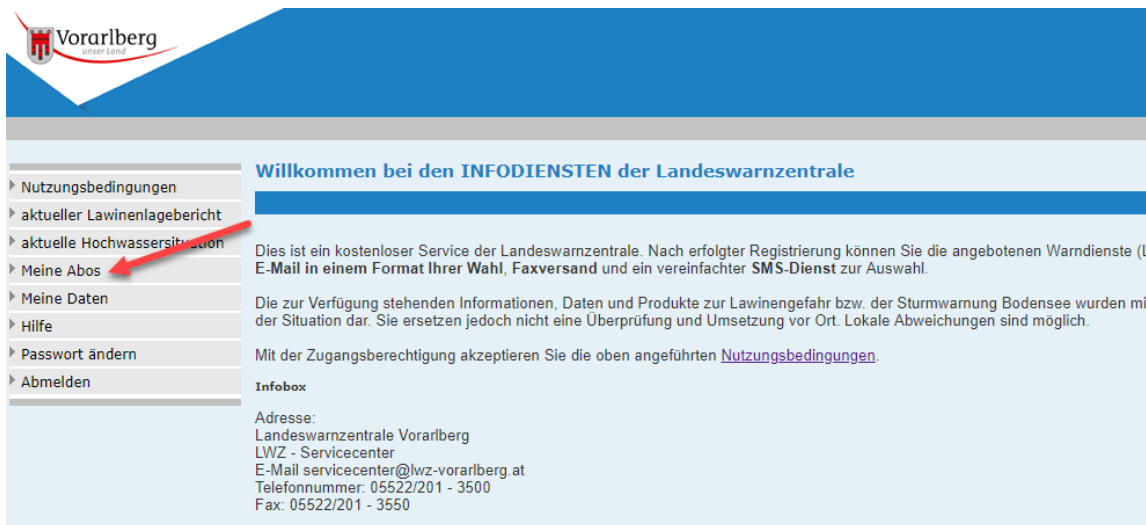 Vorarlberg
unser Land
Nutzungsbedingungen
aktueller Lawinenlagebericht
aktuelle Hochwassersituation
Meine Abos
Meine Daten
Hilfe
Passwort ändern
Abmelden
Willkommen bei den INFODIENSTEN der Landeswarnzentrale
Dies ist ein kostenloser Service der Landeswarnzentrale. Nach erfolgter Registrierung können Sie die angebotenen Warndienste (L
E-Mail in einem Format Ihrer Wahl, Faxversand und ein vereinfachter SMS-Dienst zur Auswahl.
Die zur Verfügung stehenden Informationen, Daten und Produkte zur Lawinengefahr bzw. der Sturmwarnung Bodensee wurden mi
der Situation dar. Sie ersetzen jedoch nicht eine Überprüfung und Umsetzung vor Ort. Lokale Abweichungen sind möglich.
Mit der Zugangsberechtigung akzeptieren Sie die oben angeführten Nutzungsbedingungen.
Infobox
Adresse:
Landeswarnzentrale Vorarlberg
LWZ - Servicecenter
E-Mail servicecenter@lwz-vorarlberg.at
Telefonnummer: 05522/201 - 3500
Fax: 05522/201 - 3550